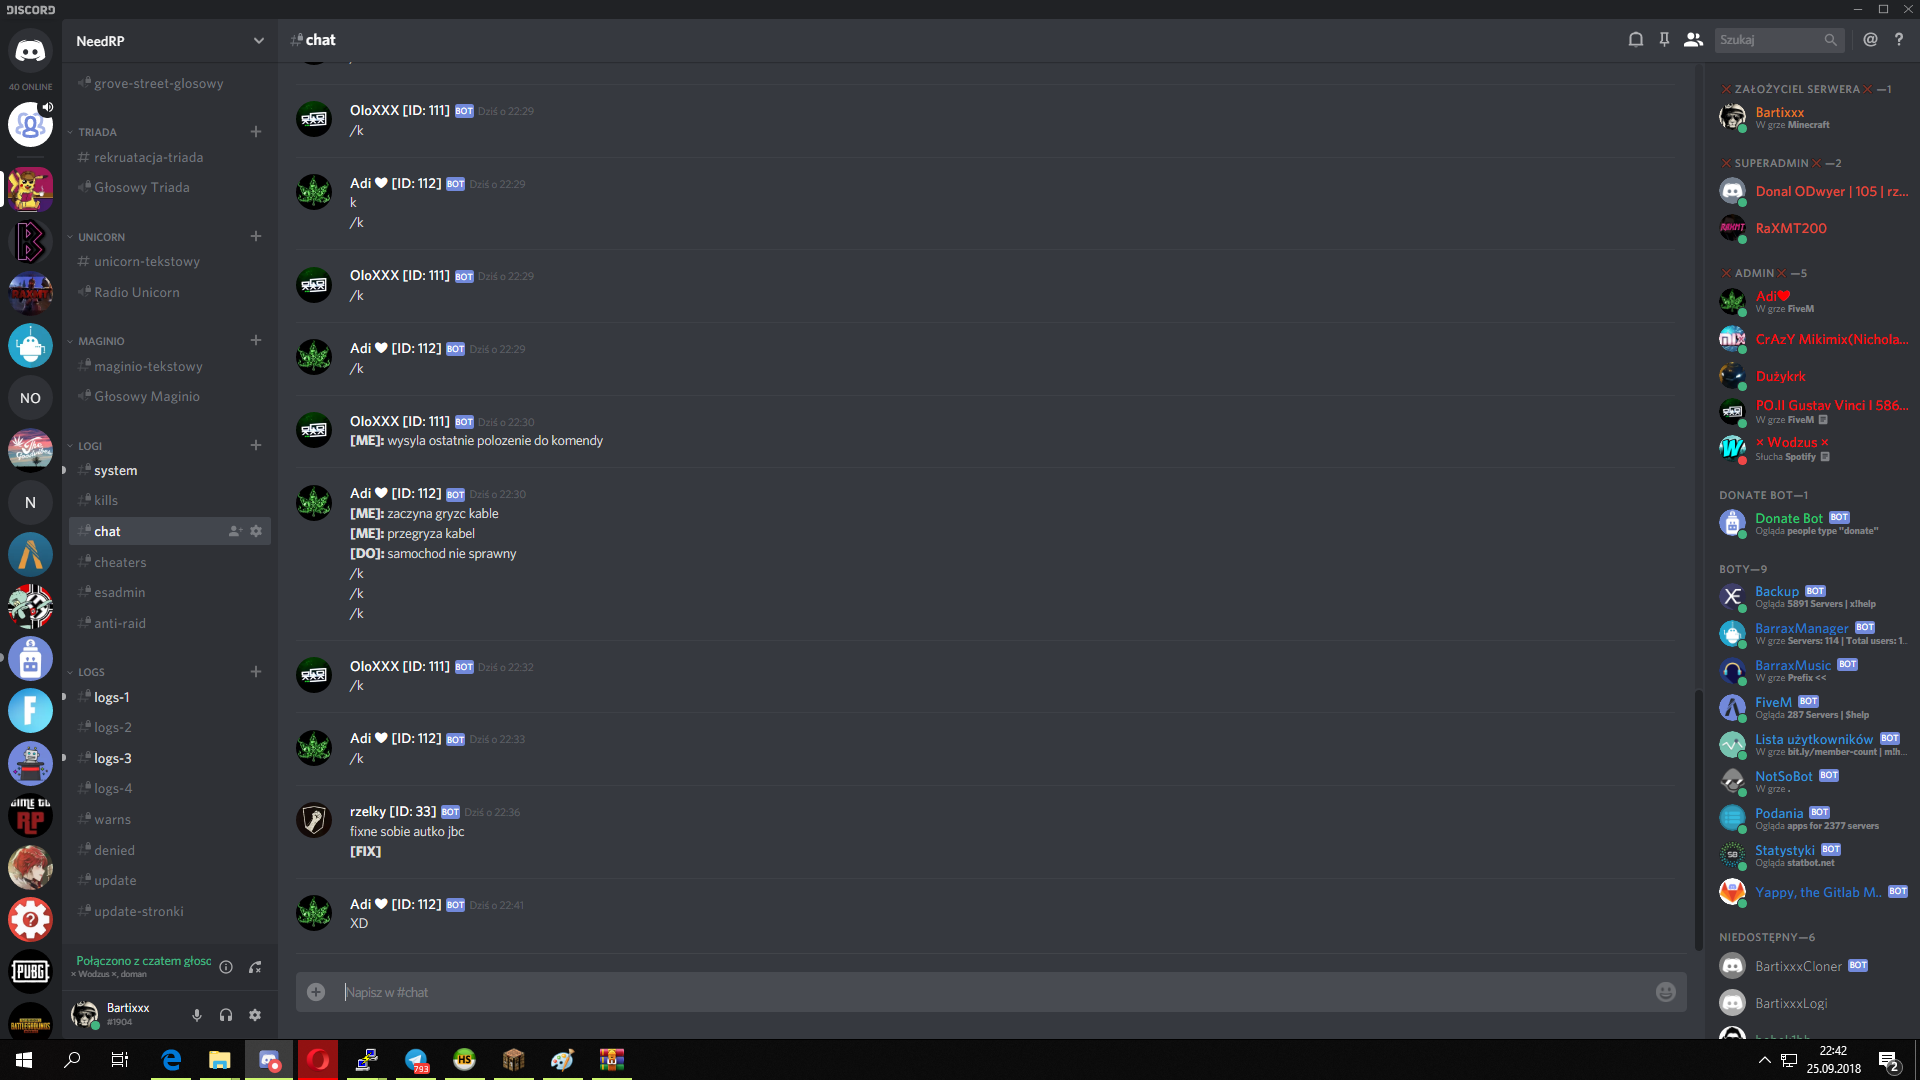 DISCORD
NeedRP
#chat
Szukaj
40 ONLINE
NO
N
grove-street-glosowy
TRIADA
rekruatacja-triada
Głosowy Triada
UNICORN
unicorn-tekstowy
Radio Unicorn
MAGINIO
maginio-tekstowy
Głosowy Maginio
LOGI
system
kills
chat
cheaters
esadmin
anti-raid
LOGS
logs-1
logs-2
logs-3
logs-4
warns
denied
update
update-stronki
Połączono z czatem głosc
× Wodzus ×, doman
Bartixxx
#1904
OloXXX [ID: 111] BOT Dziś o 22:29
/k
Adi ♥ [ID: 112] BOT Dziś o 22:29
k
/k
OloXXX [ID: 111] BOT Dziś o 22:29
/k
Adi ♥ [ID: 112] BOT Dziś o 22:29
/k
OloXXX [ID: 111] BOT Dziś o 22:30
[ME]: wysyla ostatnie polozenie do komendy
Adi ♥ [ID: 112] BOT Dziś o 22:30
[ME]: zaczyna gryzc kable
[ME]: przegryza kabel
[DO]: samochod nie sprawny
/k
/k
/k
OloXXX [ID: 111] BOT Dziś o 22:32
/k
Adi ♥ [ID: 112] BOT Dziś o 22:33
/k
rzelky [ID: 33] BOT Dziś o 22:36
fixne sobie autko jbc
[FIX]
Adi ♥ [ID: 112] BOT Dziś o 22:41
XD
Napisz w #chat
× ZAŁOŻYCIEL SERWERA × —1
Bartixxx
W grze Minecraft
× SUPERADMIN × —2
Donal ODwyer | 105 | rz...
RaXMT200
× ADMIN × —5
Adi♥
W grze FiveM
CrAzY Mikimix(Nichola...
Dużykrk
PO.II Gustav Vinci I 586...
W grze FiveM
× Wodzus ×
Słucha Spotify
DONATE BOT—1
Donate Bot BOT
Ogląda people type "donate"
BOTY—9
Backup BOT
Ogląda 5891 Servers | x!help
BarraxManager BOT
W grze Servers: 114 | Total users: 1..
BarraxMusic BOT
W grze Prefix <<
FiveM BOT
Ogląda 287 Servers | $help
Lista użytkowników BOT
W grze bit.ly/member-count | m!h...
NotSoBot BOT
W grze .
Podania BOT
Ogląda apps for 2377 servers
Statystyki BOT
Ogląda statbot.net
Yappy, the Gitlab M.. BOT
NIEDOSTĘPNY—6
BartixxxCloner BOT
BartixxxLogi
PUBG
793
HS
22:42
25.09.2018
2